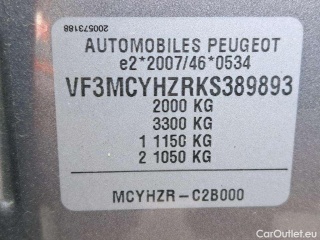 200573188
AUTOMOBILES PEUGEOT
e2*2007/46*0534
VF3MCYHZRKS389893
2000 KG
3300 KG
1 1150 KG
2 1050 KG
MCYHZR-C2B000
© CarOutlet.eu